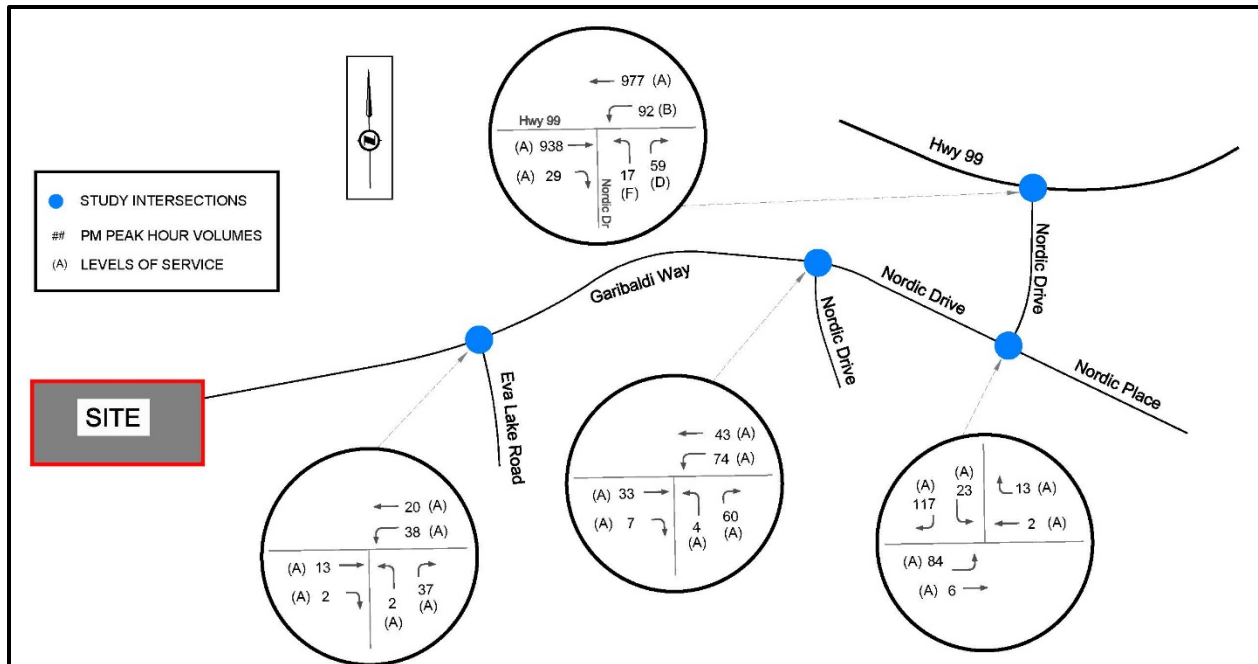 STUDY INTERSECTIONS
## PM PEAK HOUR VOLUMES
(A) LEVELS OF SERVICE
N
977 (A)
92 (B)
Hwy 99
(A) 938
(A) 29
17 (F)
59 (D)
Nordic Dr
Hwy 99
Nordic Drive
Garibaldi Way
Nordic Drive
Nordic Drive
Nordic Place
Eva Lake Road
SITE
20 (A)
38 (A)
(A) 13
(A) 2
2 (A)
37 (A)
43 (A)
74 (A)
(A) 33
(A) 7
4 (A)
60 (A)
(A) 117
(A) 23
13 (A)
2 (A)
(A) 84
(A) 6